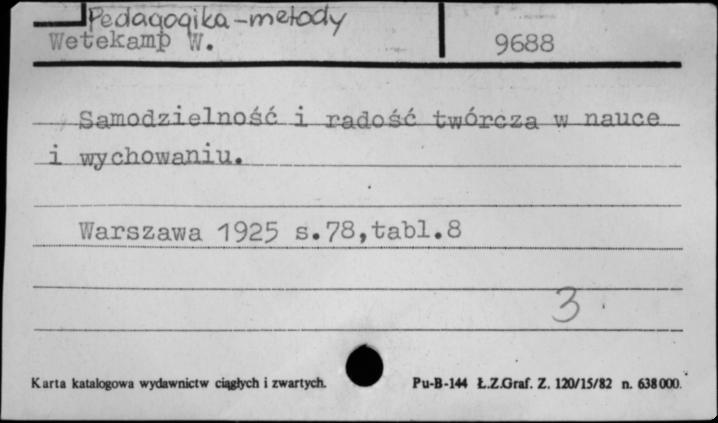 Pedagogika-metody
Wetekamp W.
9688
Samodzielność i radość twórcza w nauce
i wychowaniu.
Warszawa 1925 s.78,tabl.8
3
Karta katalogowa wydawnictw ciągłych i zwartych.
Pu-B-144 Ł.Z.Graf. Z. 120/15/82 n. 638000.